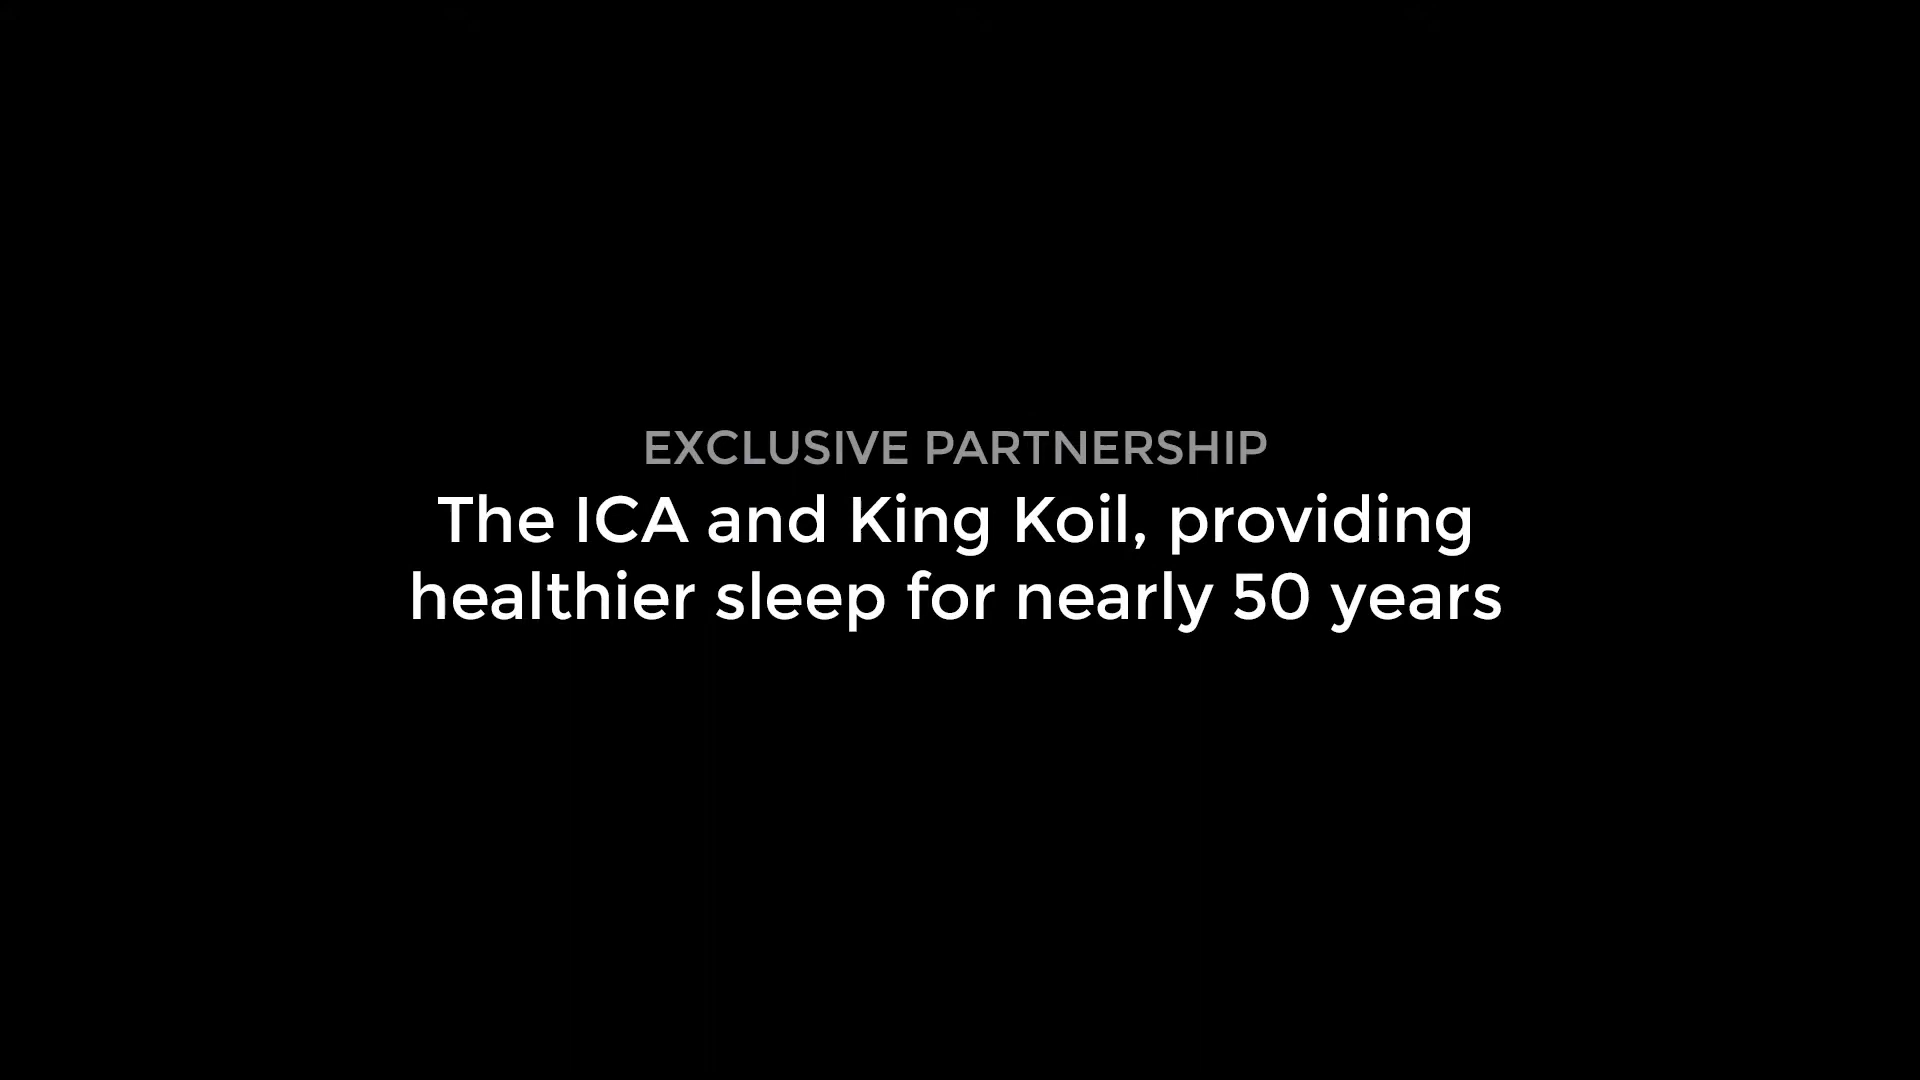 EXCLUSIVE PARTNERSHIP
The ICA and King Koil, providing
healthier sleep for nearly 50 years